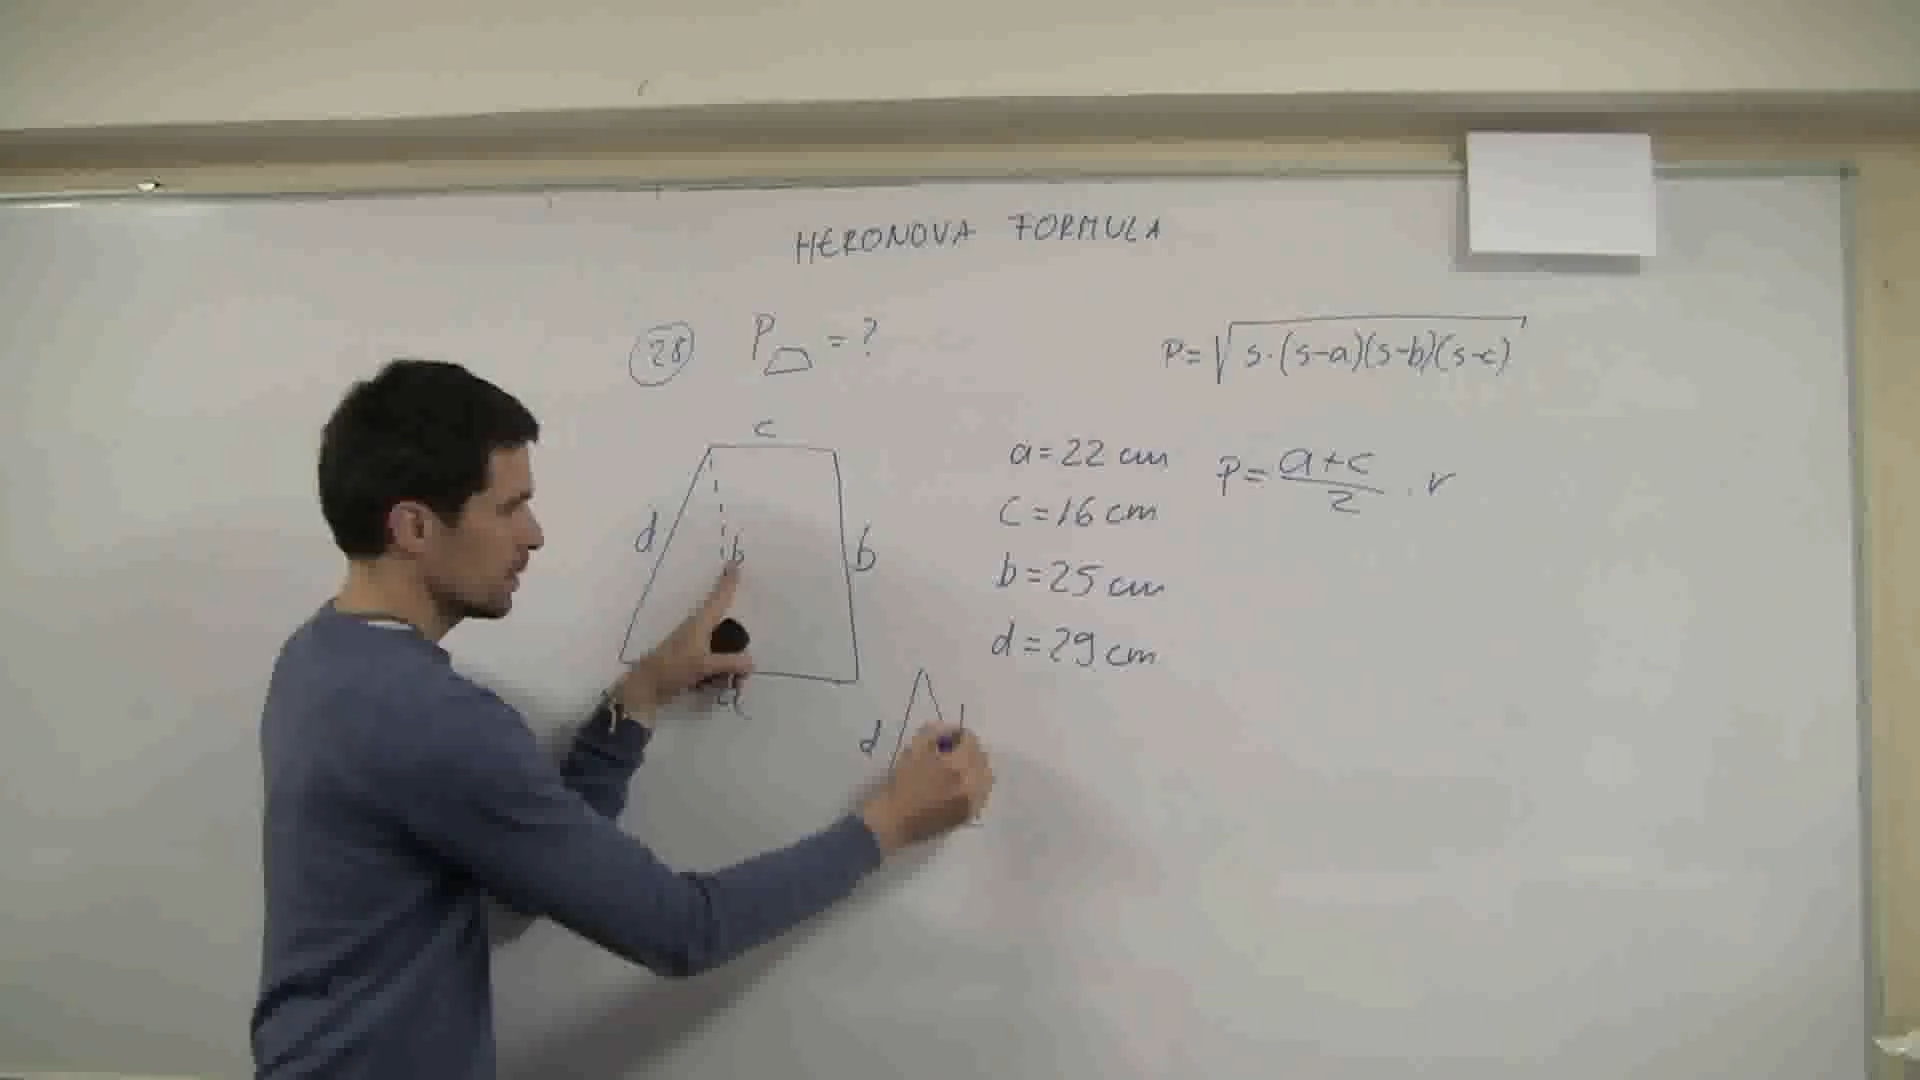 HERONOVA FORMULA
28 P = ?
P = √s·(s-a)(s-b)(s-c)
c
d
b
b
a
a = 22 cm
c = 16 cm
b = 25 cm
d = 29 cm
P = a+c / 2 · v
d